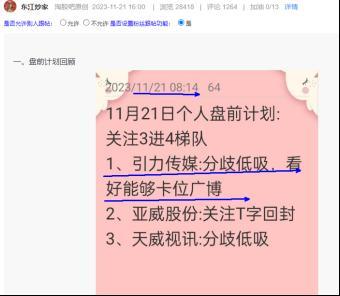 东江炒家 淘股吧原创 2023-11-21 16:00 | 浏览 28418 | 评论 1264 | 加油 0/13 详情
是否允许别人跟帖: 允许 不允许 是否设置粉丝跟帖功能: 是
一、盘前计划回顾
2023/11/21 08:14 64
11月21日个人盘前计划:
关注3进4梯队
1、引力传媒:分歧低吸，看
好能够卡位广博
2、亚威股份:关注T字回封
3、天威视讯:分歧低吸